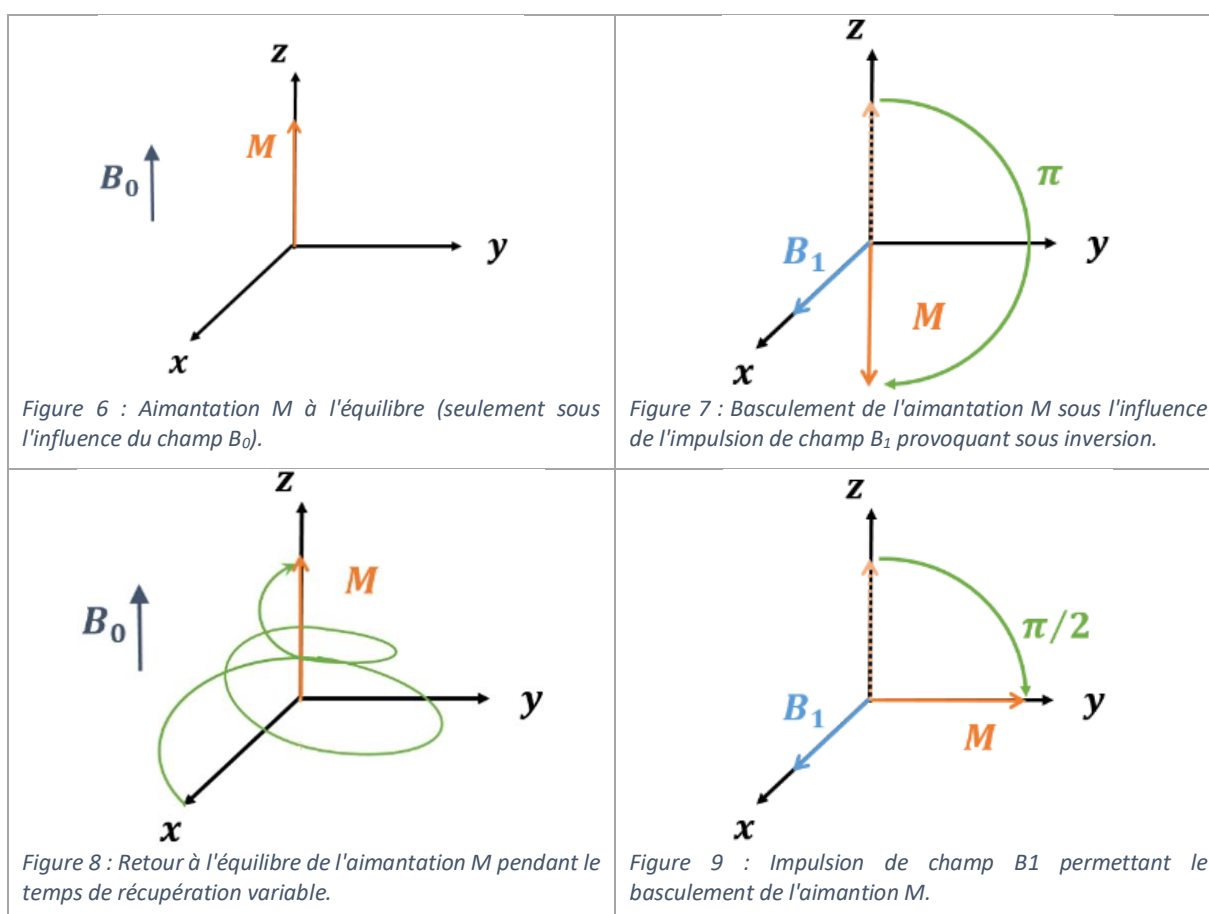 z
M
B₀
y
x
Figure 6 : Aimantation M à l'équilibre (seulement sous
l'influence du champ B₀).
z
π
B₁
y
M
x
Figure 7 : Basculement de l'aimantation M sous l'influence
de l'impulsion de champ B₁ provoquant sous inversion.
z
M
B₀
y
x
Figure 8 : Retour à l'équilibre de l'aimantation M pendant le
temps de récupération variable.
z
π/2
B₁
y
M
x
Figure 9 : Impulsion de champ B1 permettant le
basculement de l'aimantion M.